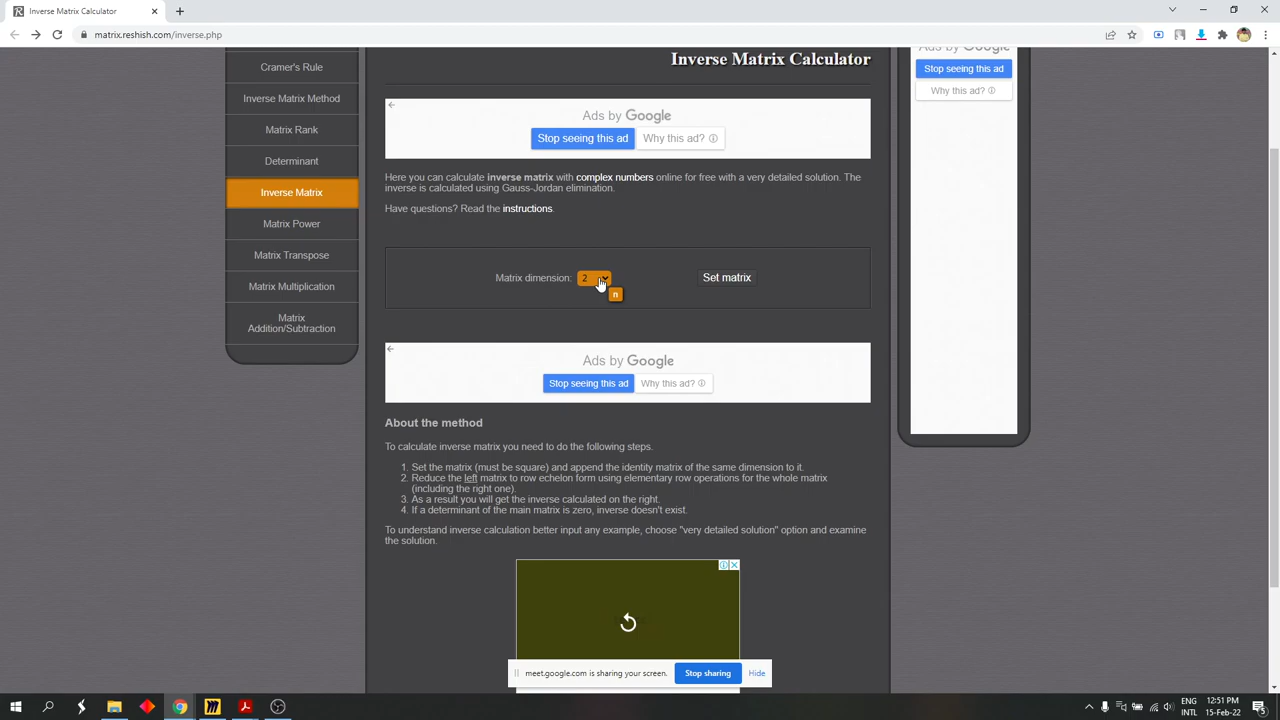 Inverse Matrix Calculator
matrix.reshish.com/inverse.php
Cramer's Rule
Inverse Matrix Method
Matrix Rank
Determinant
Inverse Matrix
Matrix Power
Matrix Transpose
Matrix Multiplication
Matrix
Addition/Subtraction
Inverse Matrix Calculator
Ads by Google
Stop seeing this ad
Why this ad?
Here you can calculate inverse matrix with complex numbers online for free with a very detailed solution. The
inverse is calculated using Gauss-Jordan elimination.
Have questions? Read the instructions.
Matrix dimension: 2
n
Set matrix
Ads by Google
Stop seeing this ad
Why this ad?
About the method
To calculate inverse matrix you need to do the following steps.
1. Set the matrix (must be square) and append the identity matrix of the same dimension to it.
2. Reduce the left matrix to row echelon form using elementary row operations for the whole matrix
(including the right one).
3. As a result you will get the inverse calculated on the right.
4. If a determinant of the main matrix is zero, inverse doesn't exist.
To understand inverse calculation better input any example, choose "very detailed solution" option and examine
the solution.
Ads by Google
Stop seeing this ad
Why this ad?
meet.google.com is sharing your screen.
Stop sharing
Hide
ENG
INTL
12:51 PM
15-Feb-22
5